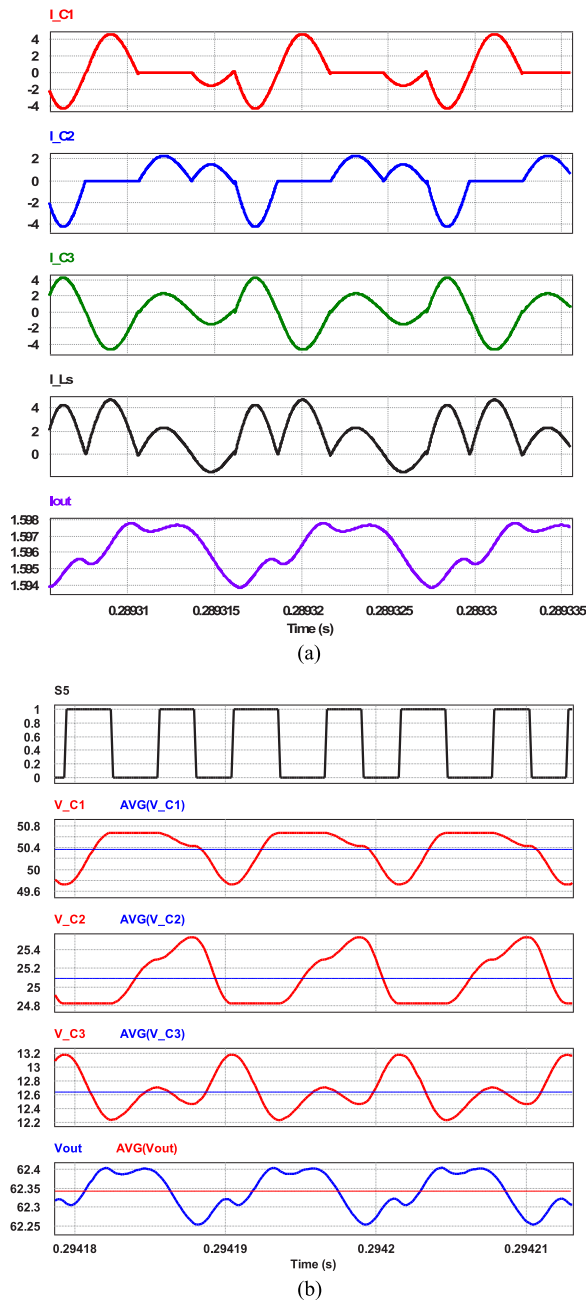 I_C1
4
2
0
-2
-4
I_C2
2
0
-2
-4
I_C3
4
2
0
-2
-4
I_Ls
4
2
0
Iout
1.598
1.597
1.596
1.595
1.594
0.28931 0.289315 0.28932 0.289325 0.28933 0.289335
Time (s)
(a)
S5
1
0.8
0.6
0.4
0.2
0
V_C1 AVG(V_C1)
50.8
50.4
50
49.6
V_C2 AVG(V_C2)
25.4
25.2
25
24.8
V_C3 AVG(V_C3)
13.2
13
12.8
12.6
12.4
12.2
Vout AVG(Vout)
62.4
62.35
62.3
62.25
0.29418 0.29419 0.2942 0.29421
Time (s)
(b)